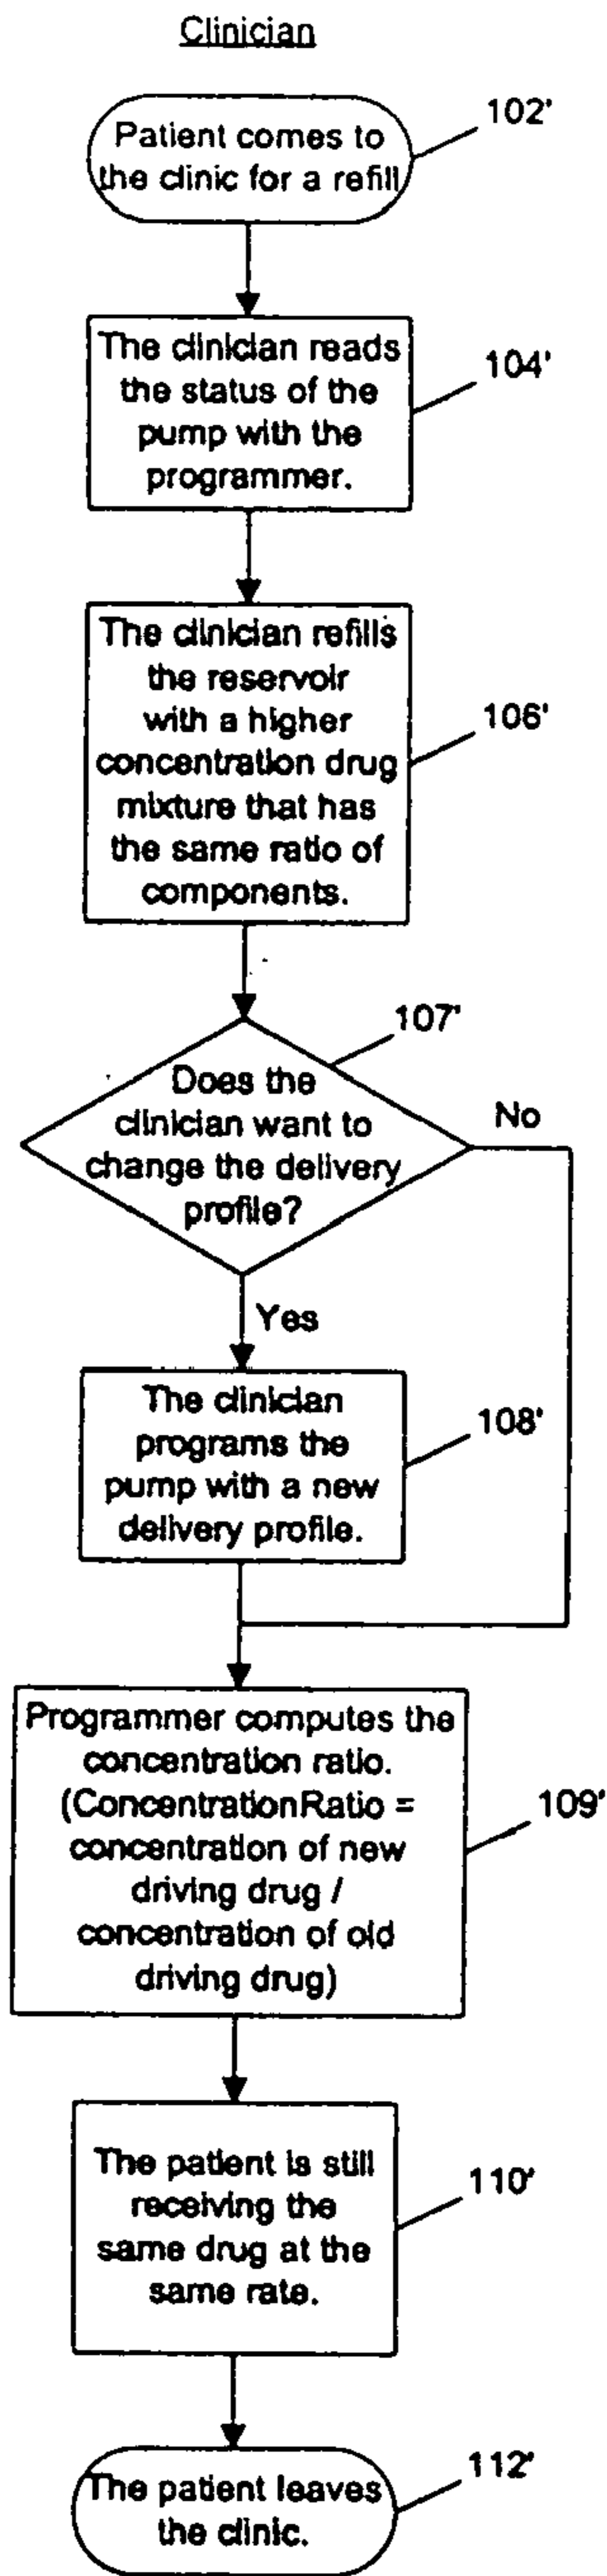 Clinician
102'
Patient comes to
the clinic for a refill
The clinician reads
the status of the
pump with the
programmer.
104'
The clinician refills
the reservoir
with a higher
concentration drug
mixture that has
the same ratio of
components.
106'
107'
Does the
clinician want to
change the delivery
profile?
No
Yes
The clinician
programs the
pump with a new
delivery profile.
108'
Programmer computes the
concentration ratio.
(ConcentrationRatio =
concentration of new
driving drug /
concentration of old
driving drug)
109'
The patient is still
receiving the
same drug at the
same rate.
110'
The patient leaves
the clinic.
112'